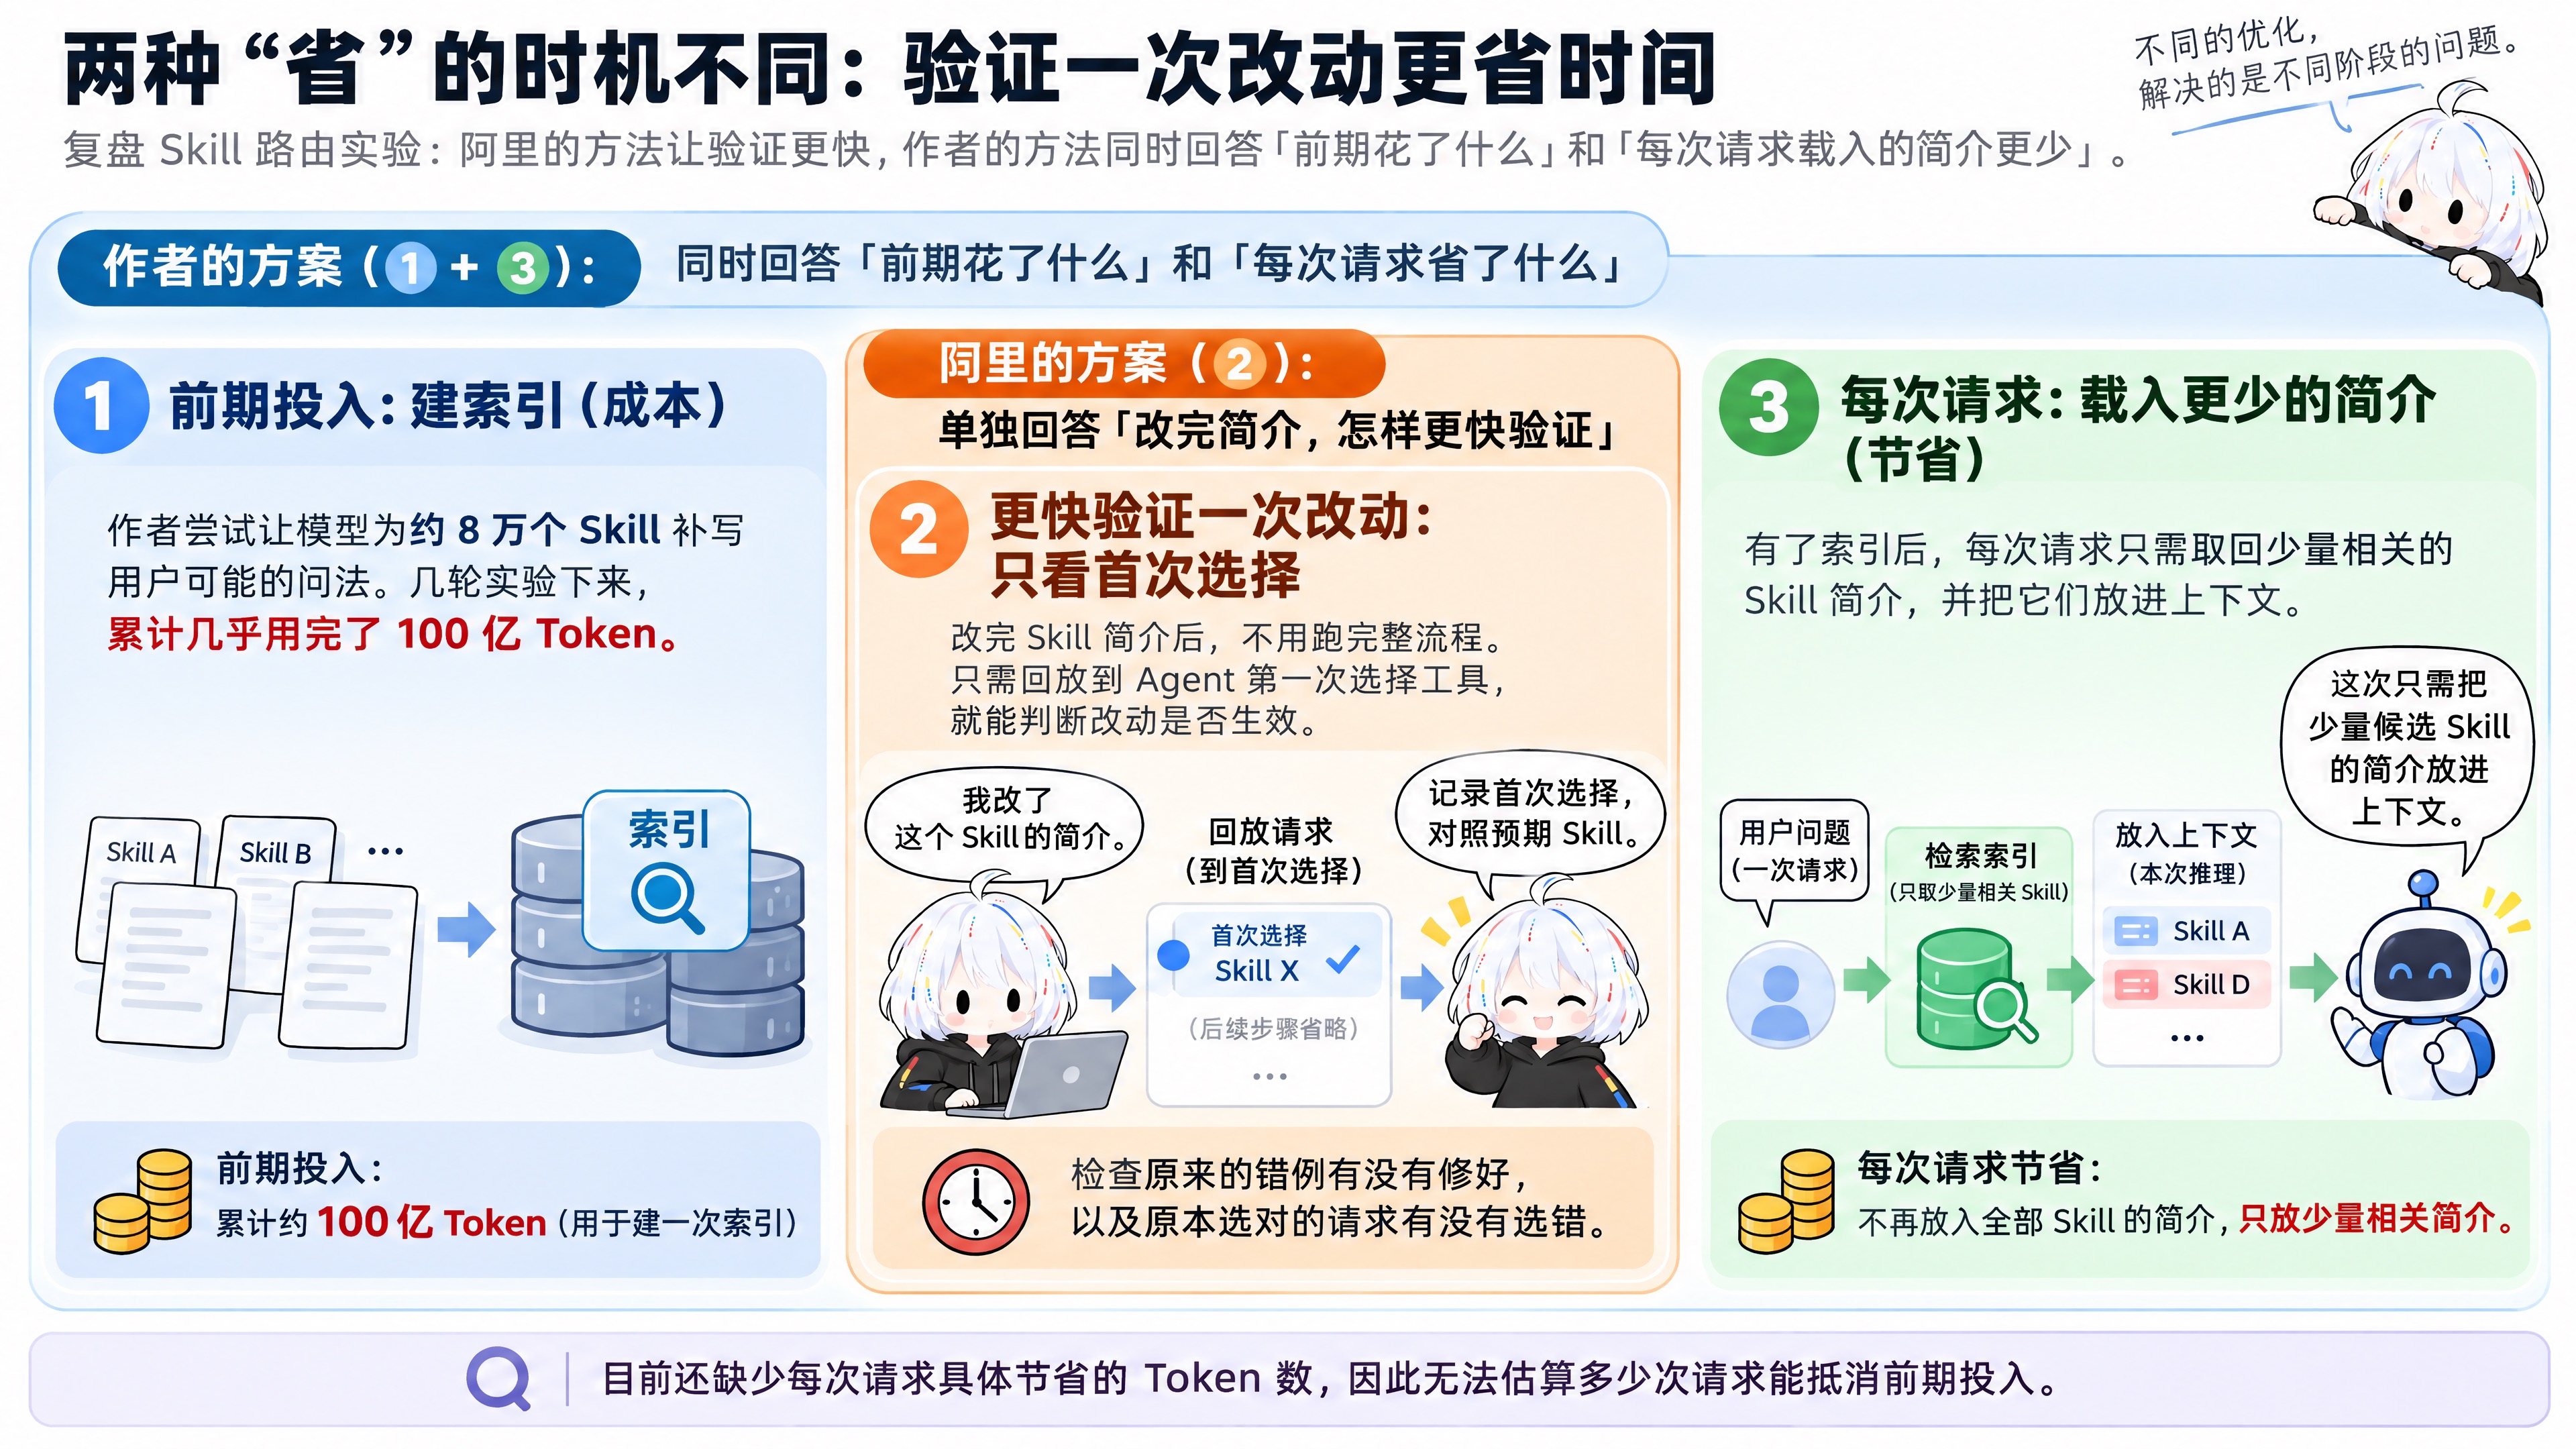 两种“省”的时机不同：验证一次改动更省时间
复盘 Skill 路由实验：阿里的方法让验证更快，作者的方法同时回答「前期花了什么」和「每次请求载入的简介更少」。
不同的优化，
解决的是不同阶段的问题。
作者的方案（1 + 3）：
同时回答「前期花了什么」和「每次请求省了什么」
1
前期投入：建索引（成本）
作者尝试让模型为约 8 万个 Skill 补写
用户可能的问法。几轮实验下来，
累计几乎用完了 100 亿 Token。
Skill A
Skill B
...
索引
前期投入：
累计约 100 亿 Token（用于建一次索引）
阿里的方案（2）：
单独回答「改完简介，怎样更快验证」
2
更快验证一次改动：
只看首次选择
改完 Skill 简介后，不用跑完整流程。
只需回放到 Agent 第一次选择工具，
就能判断改动是否生效。
我改了
这个 Skill的简介。
回放请求
（到首次选择）
首次选择
Skill X
（后续步骤省略）
...
记录首次选择，
对照预期 Skill。
检查原来的错例有没有修好，
以及原本选对的请求有没有选错。
3
每次请求：载入更少的简介
（节省）
有了索引后，每次请求只需取回少量相关的
Skill 简介，并把它们放进上下文。
用户问题
（一次请求）
检索索引
（只取少量相关 Skill）
放入上下文
（本次推理）
Skill A
Skill D
...
这次只需把
少量候选 Skill
的简介放进
上下文。
每次请求节省：
不再放入全部 Skill 的简介，只放少量相关简介。
目前还缺少每次请求具体节省的 Token 数，因此无法估算多少次请求能抵消前期投入。